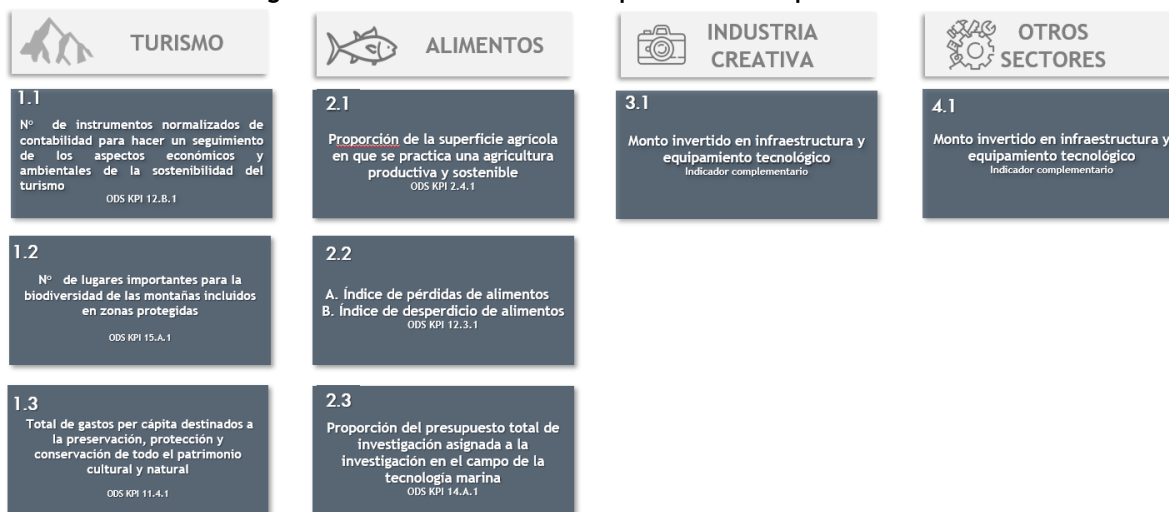 TURISMO
1.1
Nº de instrumentos normalizados de
contabilidad para hacer un seguimiento
de los aspectos económicos y
ambientales de la sostenibilidad del
turismo
ODS KPI 12.B.1
1.2
Nº de lugares importantes para la
biodiversidad de las montañas incluidos
en zonas protegidas
ODS KPI 15.A.1
1.3
Total de gastos per cápita destinados a
la preservación, protección y
conservación de todo el patrimonio
cultural y natural
ODS KPI 11.4.1
ALIMENTOS
2.1
Proporción de la superficie agrícola
en que se practica una agricultura
productiva y sostenible
ODS KPI 2.4.1
2.2
A. Índice de pérdidas de alimentos
B. Índice de desperdicio de alimentos
ODS KPI 12.3.1
2.3
Proporción del presupuesto total de
investigación asignada a la
investigación en el campo de la
tecnología marina
ODS KPI 14.A.1
INDUSTRIA
CREATIVA
3.1
Monto invertido en infraestructura y
equipamiento tecnológico
Indicador complementario
OTROS
SECTORES
4.1
Monto invertido en infraestructura y
equipamiento tecnológico
Indicador complementario